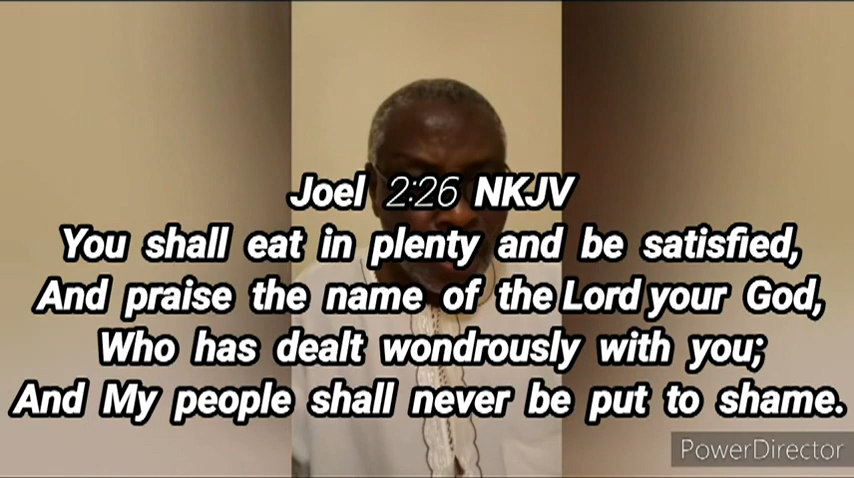 Joel 2:26 NKJV
You shall eat in plenty and be satisfied,
And praise the name of the Lord your God,
Who has dealt wondrously with you;
And My people shall never be put to shame.
PowerDirector